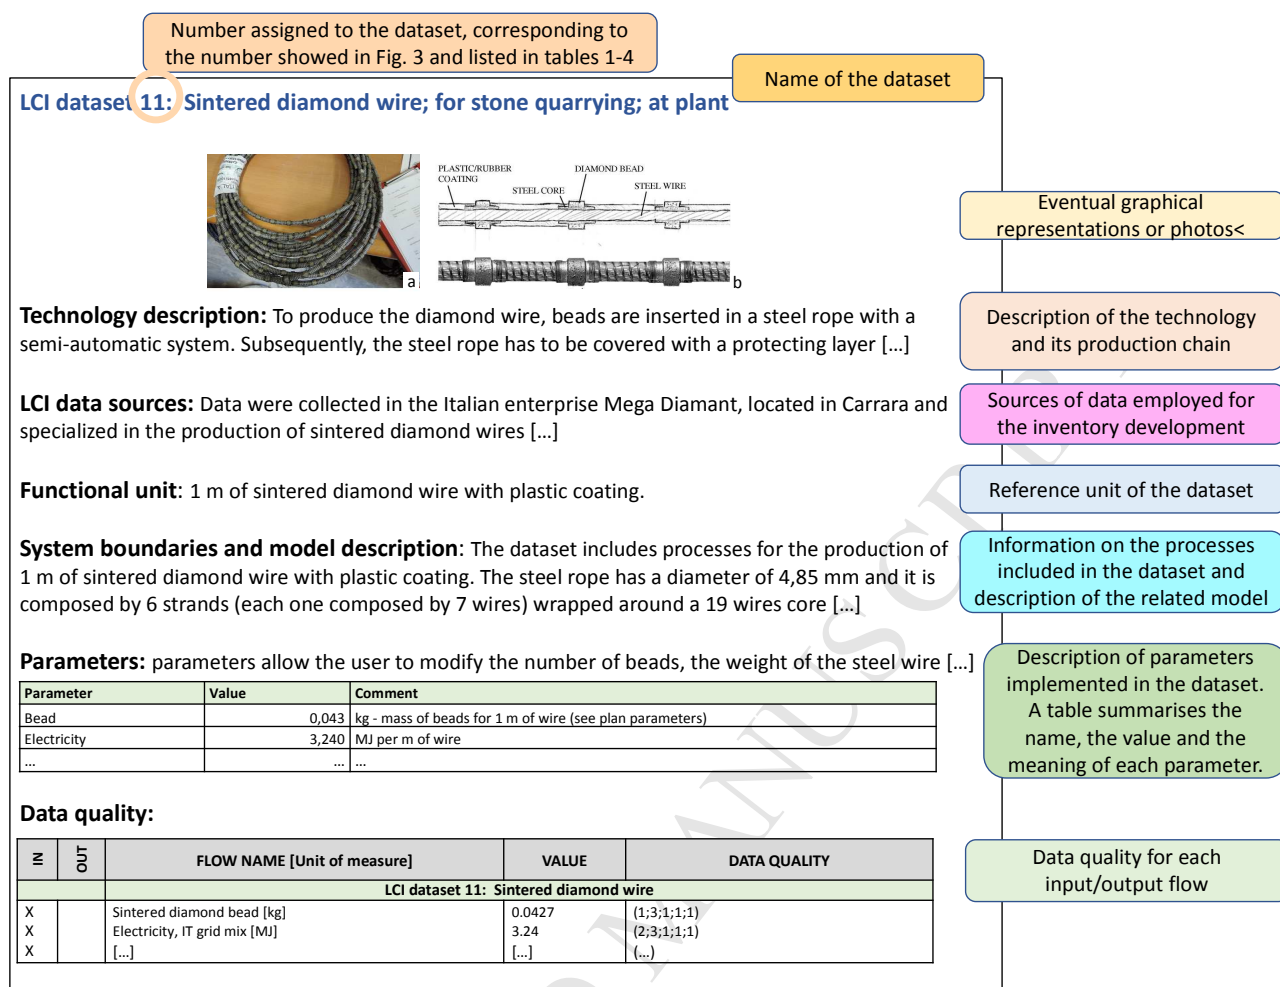 Number assigned to the dataset, corresponding to
the number showed in Fig. 3 and listed in tables 1-4
Name of the dataset
LCI dataset 11: Sintered diamond wire; for stone quarrying; at plant
PLASTIC/RUBBER
COATING
DIAMOND BEAD
STEEL CORE
STEEL WIRE
a
b
Eventual graphical
representations or photos<
Technology description: To produce the diamond wire, beads are inserted in a steel rope with a
semi-automatic system. Subsequently, the steel rope has to be covered with a protecting layer [...]
Description of the technology
and its production chain
LCI data sources: Data were collected in the Italian enterprise Mega Diamant, located in Carrara and
specialized in the production of sintered diamond wires [...]
Sources of data employed for
the inventory development
Functional unit: 1 m of sintered diamond wire with plastic coating.
Reference unit of the dataset
System boundaries and model description: The dataset includes processes for the production of
1 m of sintered diamond wire with plastic coating. The steel rope has a diameter of 4,85 mm and it is
composed by 6 strands (each one composed by 7 wires) wrapped around a 19 wires core [...]
Information on the processes
included in the dataset and
description of the related model
Parameters: parameters allow the user to modify the number of beads, the weight of the steel wire [...]
Parameter Value Comment
Bead 0,043 kg - mass of beads for 1 m of wire (see plan parameters)
Electricity 3,240 MJ per m of wire
... ... ...
Description of parameters
implemented in the dataset.
A table summarises the
name, the value and the
meaning of each parameter.
Data quality:
IN OUT FLOW NAME [Unit of measure] VALUE DATA QUALITY
LCI dataset 11: Sintered diamond wire
X Sintered diamond bead [kg] 0.0427 (1;3;1;1;1)
X Electricity, IT grid mix [MJ] 3.24 (2;3;1;1;1)
X [...] [...] (...)
Data quality for each
input/output flow